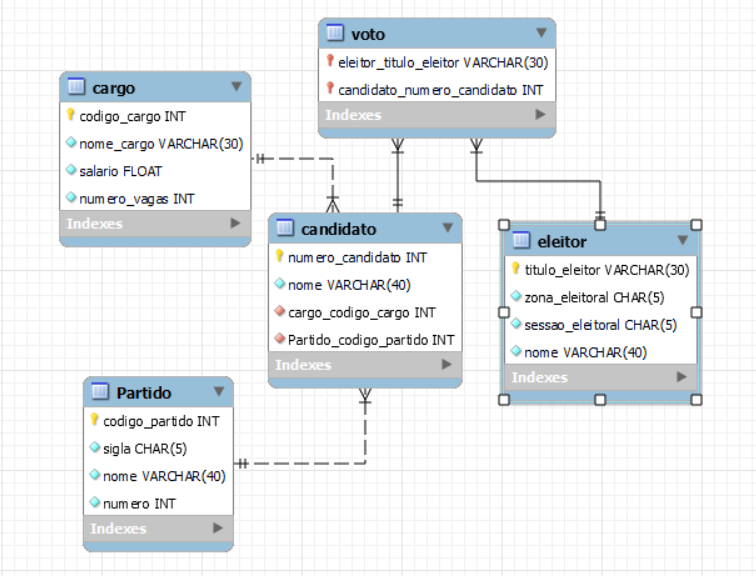 voto
eleitor_titulo_eleitor VARCHAR(30)
candidato_numero_candidato INT
Indexes
cargo
codigo_cargo INT
nome_cargo VARCHAR(30)
salario FLOAT
numero_vagas INT
Indexes
candidato
numero_candidato INT
nome VARCHAR(40)
cargo_codigo_cargo INT
Partido_codigo_partido INT
Indexes
eleitor
titulo_eleitor VARCHAR(30)
zona_eleitoral CHAR(5)
sessao_eleitoral CHAR(5)
nome VARCHAR(40)
Indexes
Partido
codigo_partido INT
sigla CHAR(5)
nome VARCHAR(40)
numero INT
Indexes